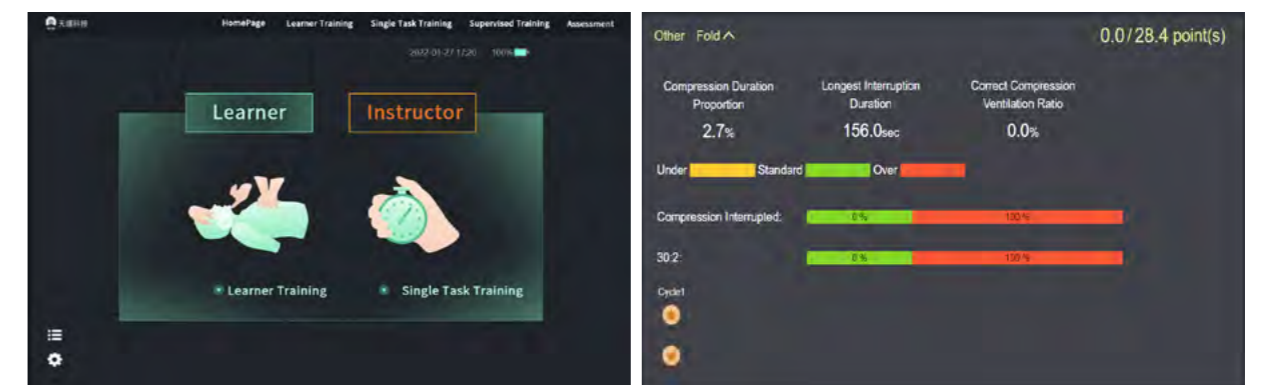 HomePage Learner Training Single Task Training Supervised Training Assessment
100%
Learner Instructor
Learner Training Single Task Training
Other Fold
0.0/28.4 point(s)
Compression Duration Proportion
2.7%
Longest Interruption Duration
156.0sec
Correct Compression Ventilation Ratio
0.0%
Under Standard Over
Compression Interrupted: 0% 100%
30:2: 0% 100%
Cycle1